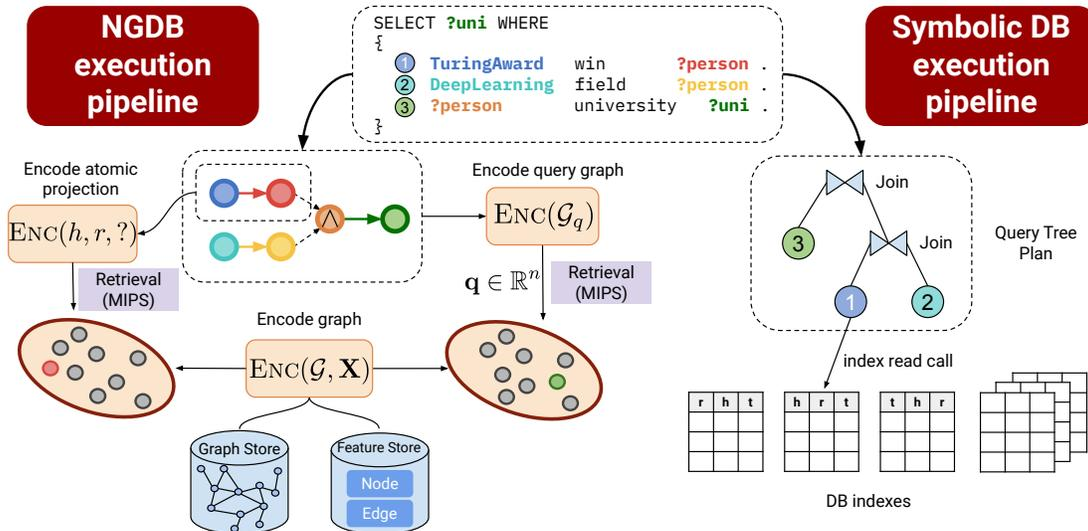 NGDB
execution
pipeline
SELECT ?uni WHERE
{
1 TuringAward win ?person .
2 DeepLearning field ?person .
3 ?person university ?uni .
}
Symbolic DB
execution
pipeline
Encode atomic
projection
ENC(h, r, ?)
Retrieval
(MIPS)
∧
Encode query graph
ENC(𝒢q)
q ∈ ℝⁿ
Retrieval
(MIPS)
Encode graph
ENC(𝒢, X)
Graph Store
Feature Store
Node
Edge
Join
3
Join
1
2
Query Tree
Plan
index read call
r h t
h r t
t h r
DB indexes